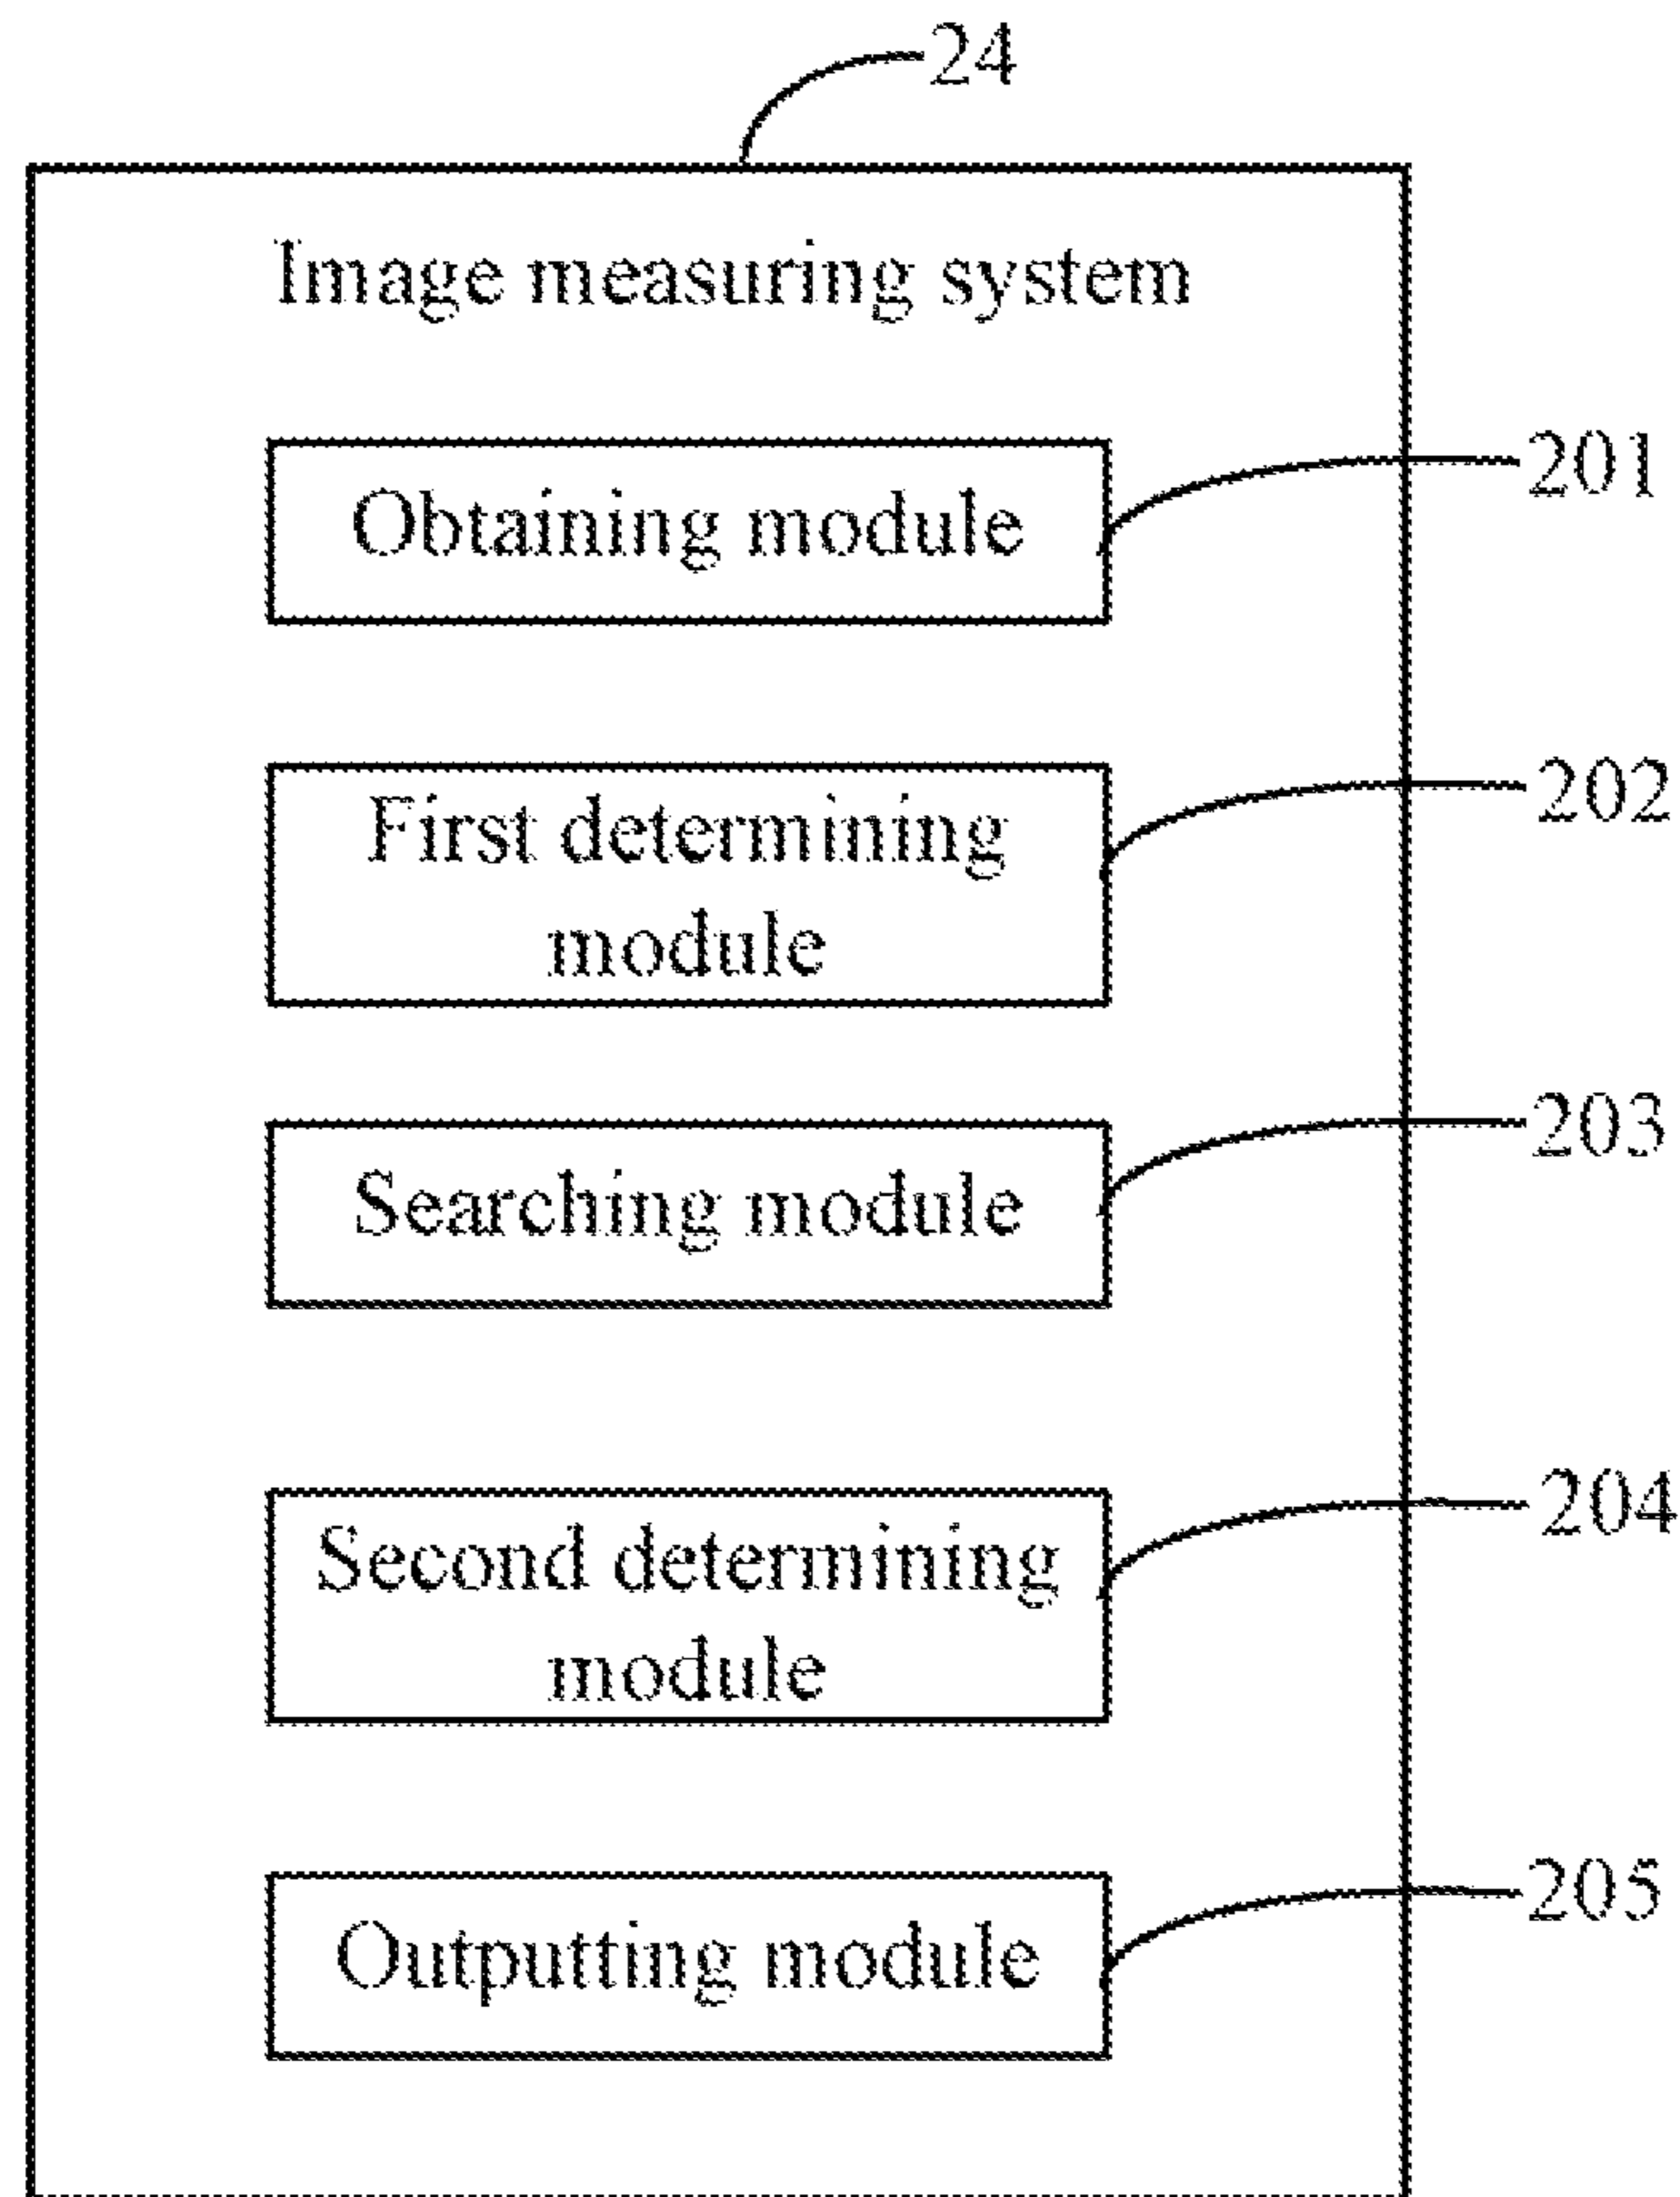 24
Image measuring system
Obtaining module
201
First determining
module
202
Searching module
203
Second determining
module
204
Outputting module
205